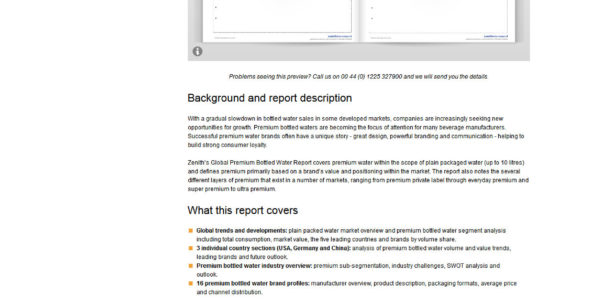 Problems seeing this preview? Call us on 00 44 (0) 1225 327900 and we will send you the details.
Background and report description
With a gradual slowdown in bottled water sales in some developed markets, companies are increasingly seeking new
opportunities for growth. Premium bottled waters are becoming the focus of attention for many beverage manufacturers.
Successful premium water brands often have a unique story - great design, powerful branding and communication - helping to
build strong consumer loyalty.
Zenith's Global Premium Bottled Water Report covers premium water within the scope of plain packaged water (up to 10 litres)
and defines premium primarily based on a brand's value and positioning within the market. The report also notes the several
different layers of premium that exist in a number of markets, ranging from premium private label through everyday premium and
super premium to ultra premium.
What this report covers
Global trends and developments: plain packed water market overview and premium bottled water segment analysis
including total consumption, market value, the five leading countries and brands by volume share.
3 individual country sections (USA, Germany and China): analysis of premium bottled water volume and value trends,
leading brands and future outlook.
Premium bottled water industry overview: premium sub-segmentation, industry challenges, SWOT analysis and
outlook.
16 premium bottled water brand profiles: manufacturer overview, product description, packaging formats, average price
and channel distribution.